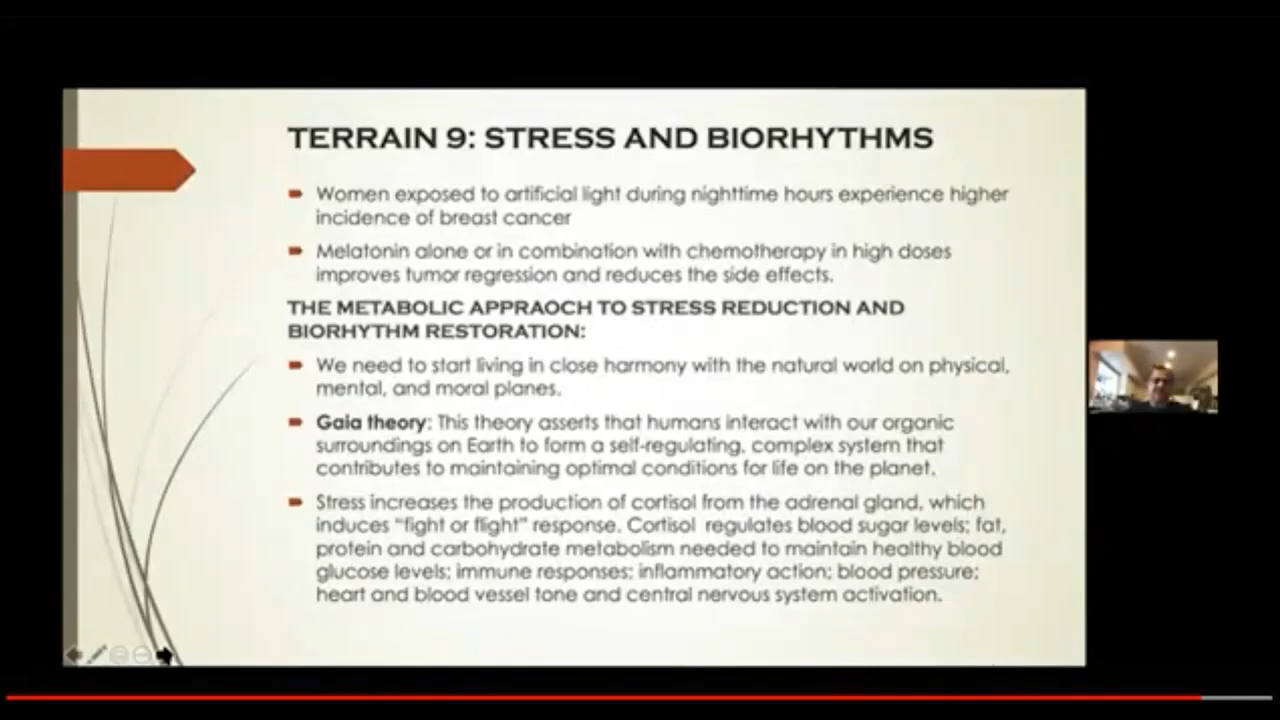 TERRAIN 9: STRESS AND BIORHYTHMS
Women exposed to artificial light during nighttime hours experience higher
incidence of breast cancer
Melatonin alone or in combination with chemotherapy in high doses
improves tumor regression and reduces the side effects.
THE METABOLIC APPRAOCH TO STRESS REDUCTION AND
BIORHYTHM RESTORATION:
We need to start living in close harmony with the natural world on physical,
mental, and moral planes.
Gaia theory: This theory asserts that humans interact with our organic
surroundings on Earth to form a self-regulating, complex system that
contributes to maintaining optimal conditions for life on the planet.
Stress increases the production of cortisol from the adrenal gland, which
induces “fight or flight” response. Cortisol regulates blood sugar levels; fat,
protein and carbohydrate metabolism needed to maintain healthy blood
glucose levels; immune responses; inflammatory action; blood pressure;
heart and blood vessel tone and central nervous system activation.